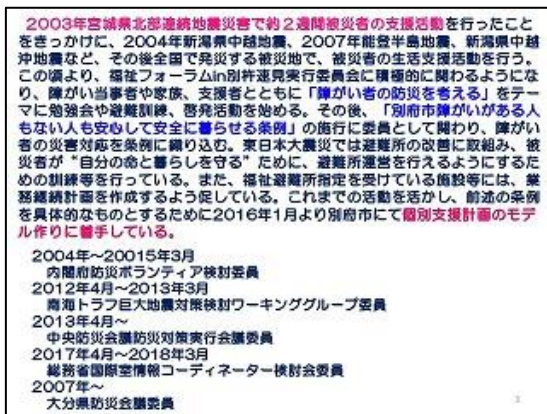 2003年宮城県北部連続地震災害で約２週間被災者の支援活動を行ったこと
をきっかけに、2004年新潟県中越地震、2007年能登半島地震、新潟県中越
沖地震など、その後全国で発災する被災地で、被災者の生活支援活動を行う。
この頃より、福祉フォーラムin別杵速見実行委員会に積極的に関わるようにな
り、障がい当事者や家族、支援者とともに「障がい者の防災を考える」をテー
マに勉強会や避難訓練、啓発活動を始める。その後、「別府市障がいがある人
もない人も安心して安全に暮らせる条例」の施行に委員として関わり、障がい
者の災害対応を条例に織り込む。東日本大震災では避難所の改善に取組み、被
災者が“自分の命と暮らしを守る”ために、避難所運営を行えるようにするた
めの訓練等を行っている。また、福祉避難所指定を受けている施設等には、業
務継続計画を作成するよう促している。これまでの活動を活かし、前述の条例
を具体的なものとするために2016年1月より別府市にて個別支援計画のモデ
ル作りに着手している。
2004年～20015年3月
内閣府防災ボランティア検討委員
2012年4月～2013年3月
南海トラフ巨大地震対策検討ワーキンググループ委員
2013年4月～
中央防災会議防災対策実行会議委員
2017年4月～2018年3月
総務省国際室情報コーディネーター検討会委員
2007年～
大分県防災会議委員